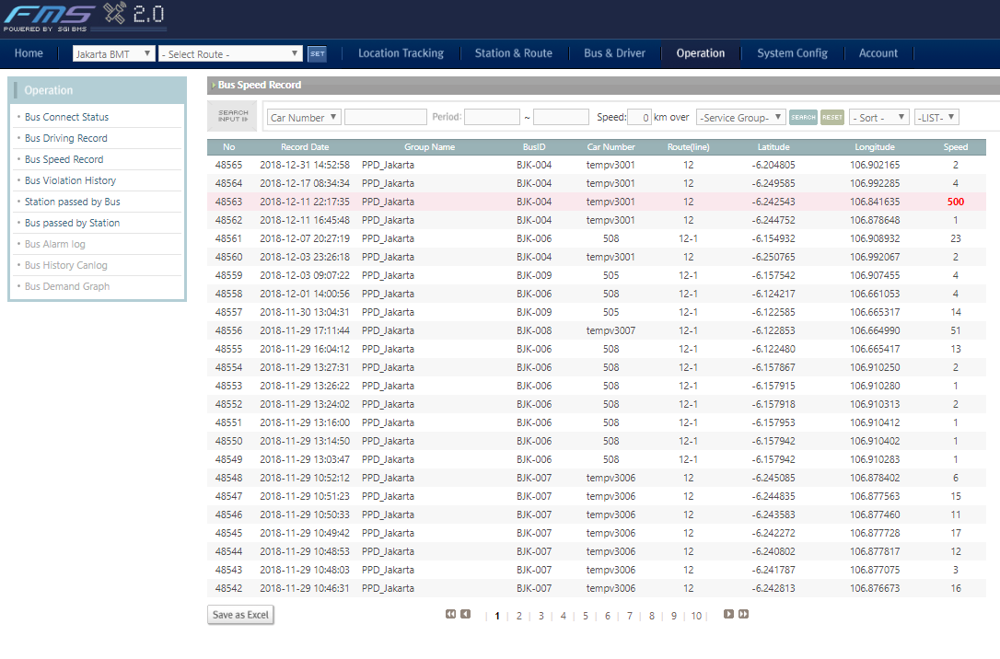 FMS 2.0
POWERED BY SGI BMS
Home Jakarta BMT - Select Route - SET Location Tracking Station & Route Bus & Driver Operation System Config Account
Operation
Bus Connect Status
Bus Driving Record
Bus Speed Record
Bus Violation History
Station passed by Bus
Bus passed by Station
Bus Alarm log
Bus History Canlog
Bus Demand Graph
Bus Speed Record
SEARCH INPUT Car Number Period: ~ Speed: 0 km over -Service Group- SEARCH RESET - Sort - -LIST-
No Record Date Group Name BusID Car Number Route(line) Latitude Longitude Speed
48565 2018-12-31 14:52:58 PPD_Jakarta BJK-004 tempv3001 12 -6.204805 106.902165 2
48564 2018-12-17 08:34:34 PPD_Jakarta BJK-004 tempv3001 12 -6.249585 106.992285 4
48563 2018-12-11 22:17:35 PPD_Jakarta BJK-004 tempv3001 12 -6.242543 106.841635 500
48562 2018-12-11 16:45:48 PPD_Jakarta BJK-004 tempv3001 12 -6.244752 106.878648 1
48561 2018-12-07 20:27:19 PPD_Jakarta BJK-006 508 12-1 -6.154932 106.908932 23
48560 2018-12-03 23:26:18 PPD_Jakarta BJK-004 tempv3001 12 -6.250765 106.992067 2
48559 2018-12-03 09:07:22 PPD_Jakarta BJK-009 505 12-1 -6.157542 106.907455 4
48558 2018-12-01 14:00:56 PPD_Jakarta BJK-006 508 12-1 -6.124217 106.661053 4
48557 2018-11-30 13:04:31 PPD_Jakarta BJK-009 505 12-1 -6.122585 106.665317 14
48556 2018-11-29 17:11:44 PPD_Jakarta BJK-008 tempv3007 12-1 -6.122853 106.664990 51
48555 2018-11-29 16:04:12 PPD_Jakarta BJK-006 508 12-1 -6.122480 106.665417 13
48554 2018-11-29 13:27:31 PPD_Jakarta BJK-006 508 12-1 -6.157867 106.910250 2
48553 2018-11-29 13:26:22 PPD_Jakarta BJK-006 508 12-1 -6.157915 106.910280 1
48552 2018-11-29 13:24:02 PPD_Jakarta BJK-006 508 12-1 -6.157918 106.910313 2
48551 2018-11-29 13:16:00 PPD_Jakarta BJK-006 508 12-1 -6.157953 106.910412 1
48550 2018-11-29 13:14:50 PPD_Jakarta BJK-006 508 12-1 -6.157942 106.910402 1
48549 2018-11-29 13:03:47 PPD_Jakarta BJK-006 508 12-1 -6.157942 106.910283 1
48548 2018-11-29 10:52:12 PPD_Jakarta BJK-007 tempv3006 12 -6.245085 106.878402 6
48547 2018-11-29 10:51:23 PPD_Jakarta BJK-007 tempv3006 12 -6.244835 106.877563 15
48546 2018-11-29 10:50:33 PPD_Jakarta BJK-007 tempv3006 12 -6.243583 106.877460 11
48545 2018-11-29 10:49:42 PPD_Jakarta BJK-007 tempv3006 12 -6.242272 106.877728 17
48544 2018-11-29 10:48:53 PPD_Jakarta BJK-007 tempv3006 12 -6.240802 106.877817 12
48543 2018-11-29 10:48:03 PPD_Jakarta BJK-007 tempv3006 12 -6.241787 106.877075 3
48542 2018-11-29 10:46:31 PPD_Jakarta BJK-007 tempv3006 12 -6.242813 106.876673 16
Save as Excel | 1 | 2 | 3 | 4 | 5 | 6 | 7 | 8 | 9 | 10 |